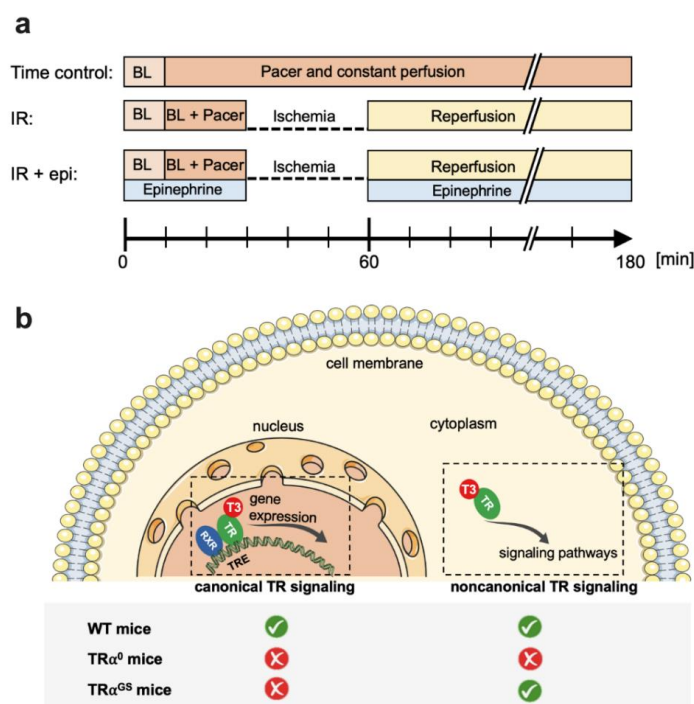 a
Time control: BL Pacer and constant perfusion
IR: BL BL + Pacer Ischemia Reperfusion
IR + epi: BL BL + Pacer Ischemia Reperfusion
Epinephrine Epinephrine
0 60 180 [min]
b
cell membrane
nucleus cytoplasm
T3 gene expression
RXR TR
TRE
T3
TR
signaling pathways
canonical TR signaling noncanonical TR signaling
WT mice
TRα⁰ mice
TRαᴳˢ mice